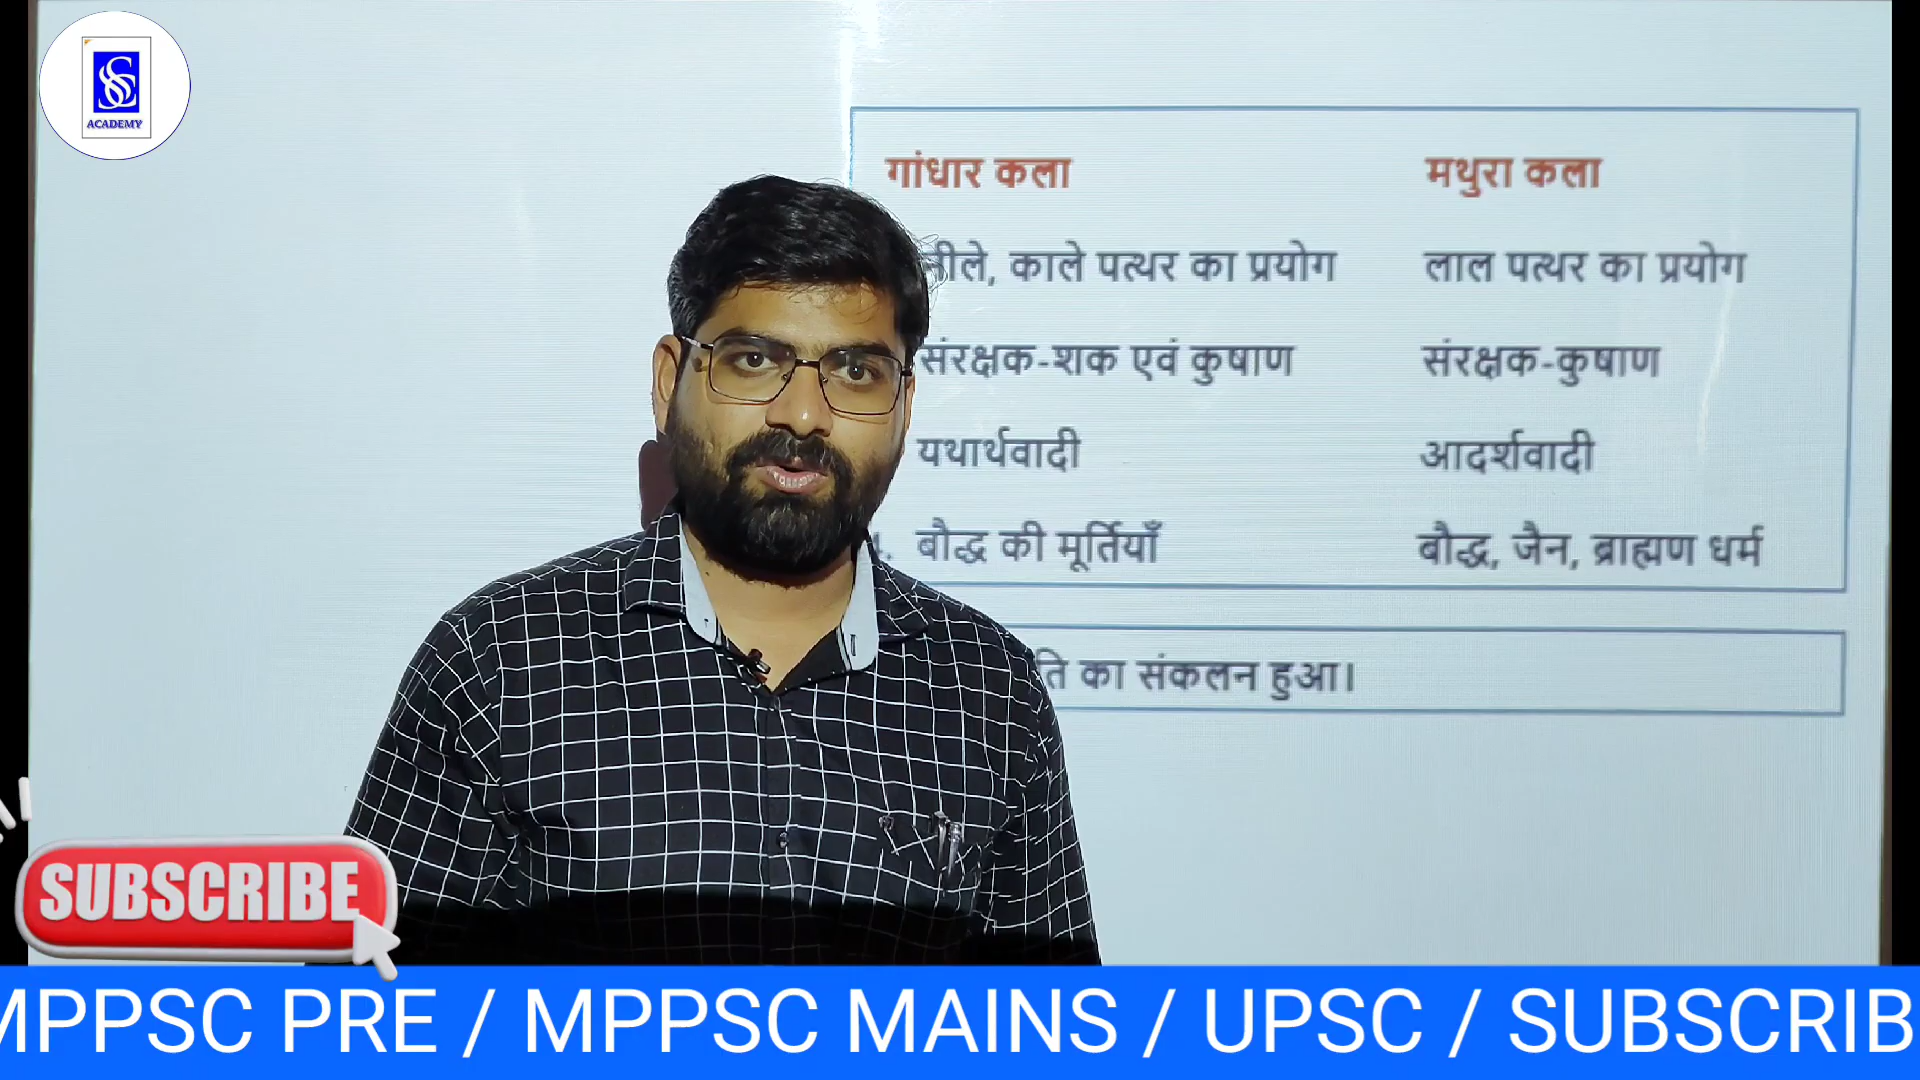 SSC
ACADEMY
गांधार कला मथुरा कला
काले पत्थर का प्रयोग लाल पत्थर का प्रयोग
संरक्षक-शक एवं कुषाण संरक्षक-कुषाण
यथार्थवादी आदर्शवादी
बौद्ध की मूर्तियाँ बौद्ध, जैन, ब्राह्मण धर्म
का संकलन हुआ।
SUBSCRIBE
MPPSC PRE / MPPSC MAINS / UPSC / SUBSCRIB